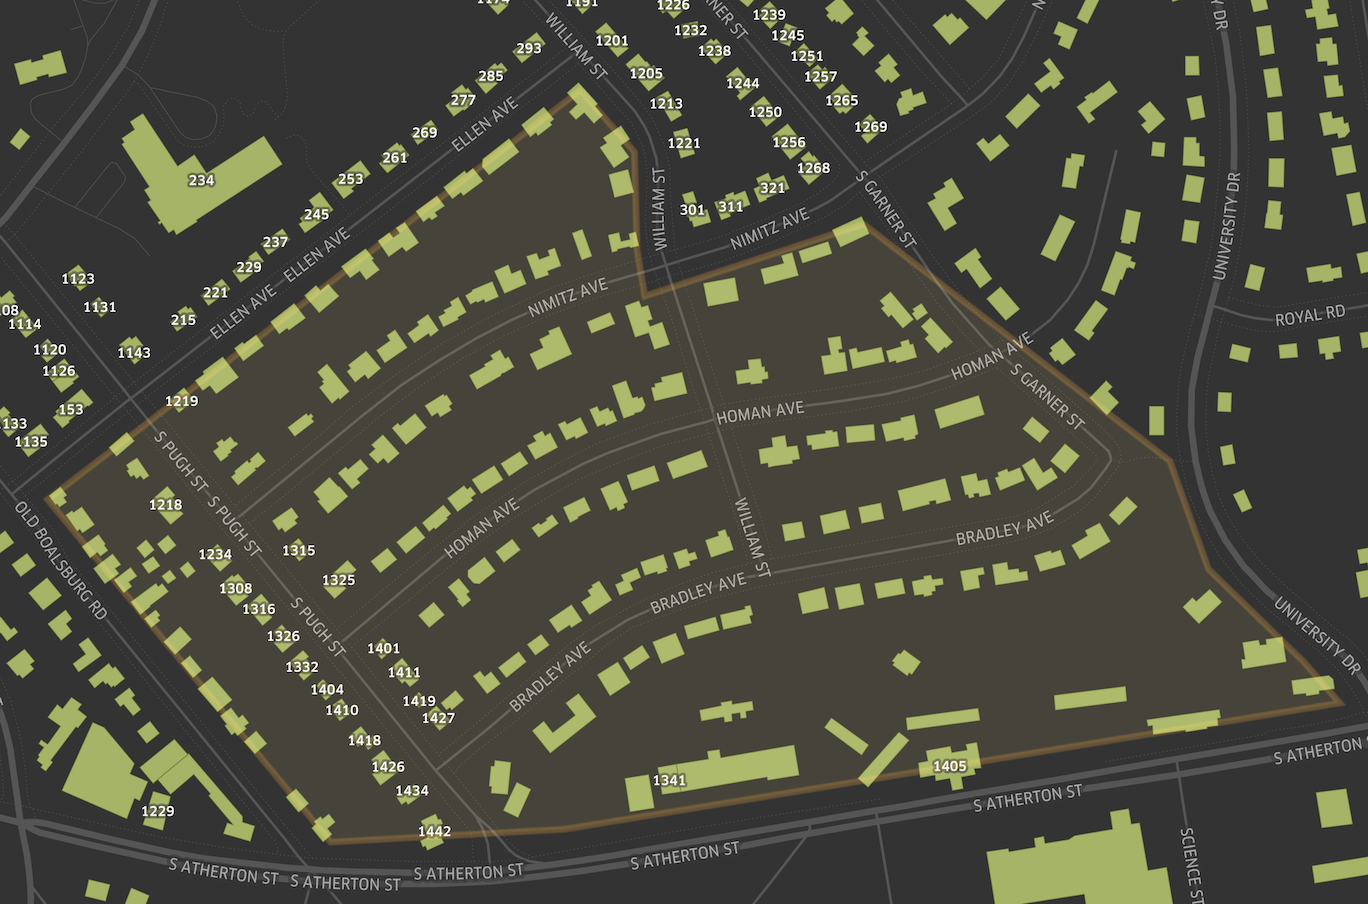 1191
1226
1239
GARNER ST
Y DR
1232
1245
WILLIAM ST
1201
1238
1251
293
285
1205
1244
1257
277
1213
1250
1265
ELLEN AVE
269
1221
1256
1269
261
1268
234
253
321
WILLIAM ST
301
311
S GARNER ST
245
NIMITZ AVE
UNIVERSITY DR
237
ELLEN AVE
229
1123
221
NIMITZ AVE
1131
215
ELLEN AVE
ROYAL RD
08
1114
1120
1143
HOMAN AVE
1126
S GARNER ST
1219
153
HOMAN AVE
133
1135
S PUGH ST
1218
S PUGH ST
HOMAN AVE
WILLIAM ST
BRADLEY AVE
OLD BOALSBURG RD
1234
1315
1325
1308
BRADLEY AVE
1316
S PUGH ST
1326
1401
UNIVERSITY DR
1332
1411
BRADLEY AVE
1404
1419
1410
1427
1418
1426
1434
1341
1405
S ATHERTON S
S ATHERTON ST
1229
1442
S ATHERTON ST
S ATHERTON ST
S ATHERTON ST
S ATHERTON ST
SCIENCE ST